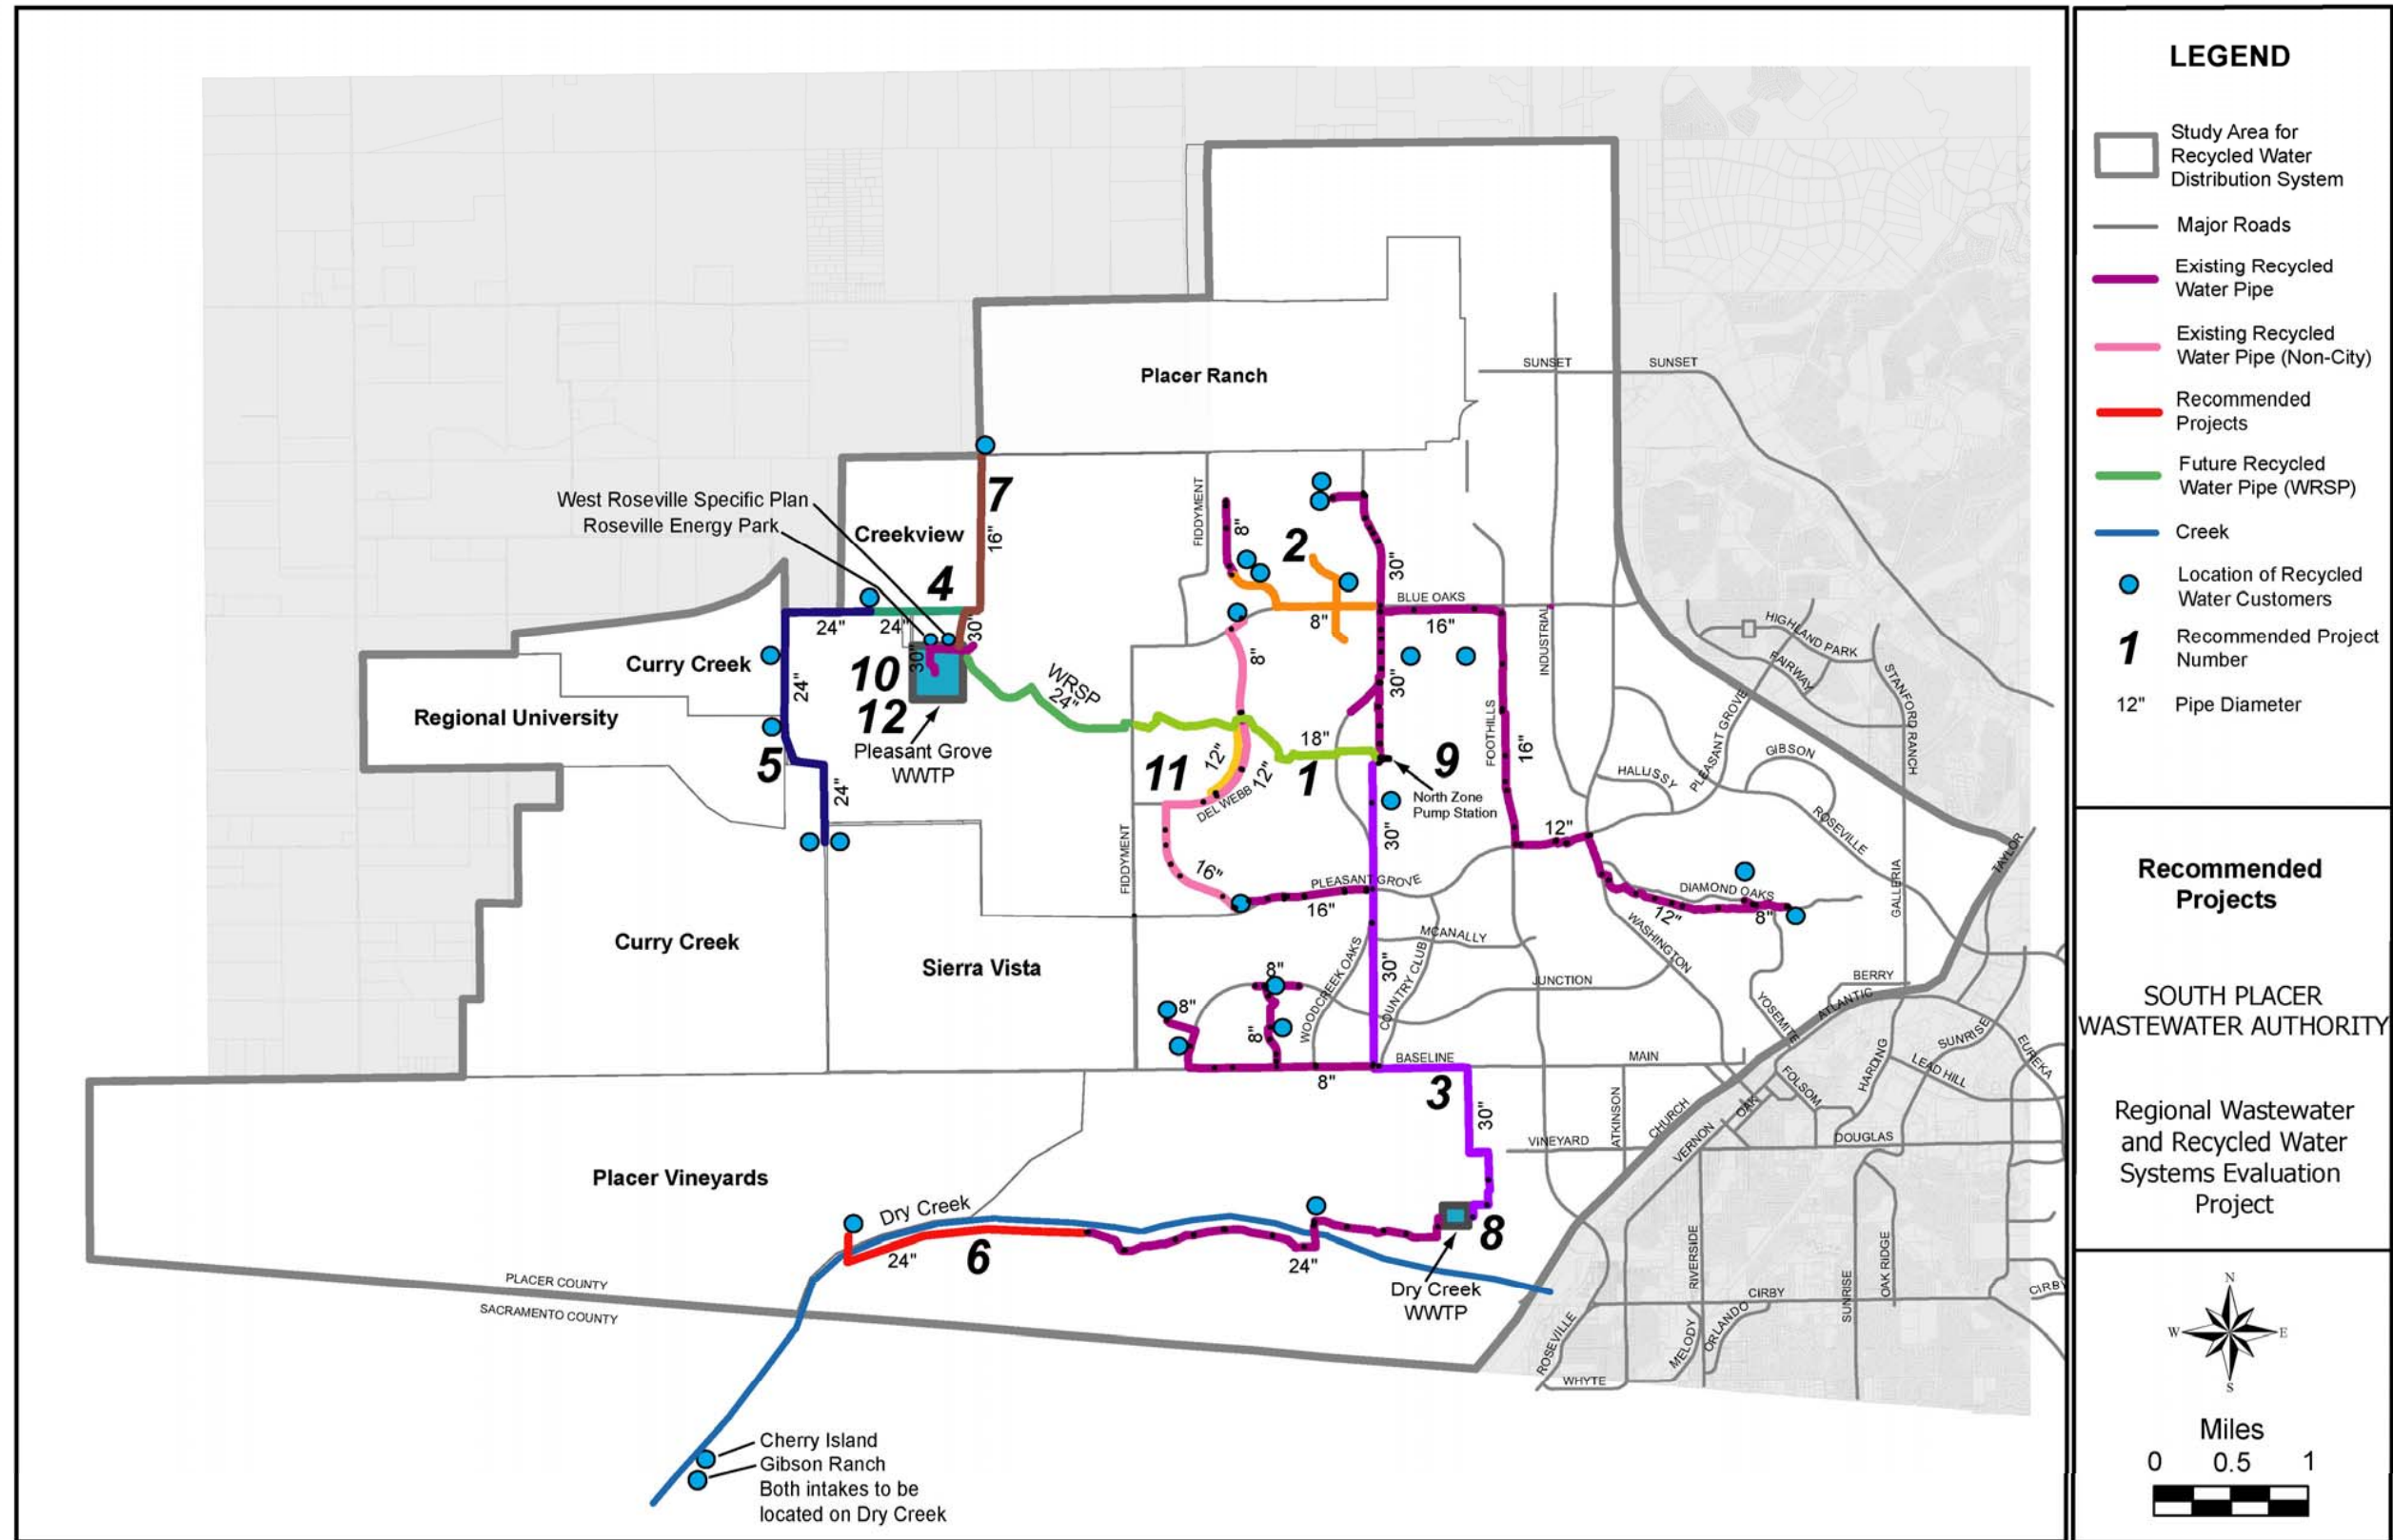 LEGEND
Study Area for
Recycled Water
Distribution System
Major Roads
Existing Recycled
Water Pipe
Existing Recycled
Water Pipe (Non-City)
Recommended
Projects
Future Recycled
Water Pipe (WRSP)
Creek
Location of Recycled
Water Customers
1
Recommended Project
Number
12"
Pipe Diameter
Recommended
Projects
SOUTH PLACER
WASTEWATER AUTHORITY
Regional Wastewater
and Recycled Water
Systems Evaluation
Project
N
W
E
S
Miles
0 0.5 1
SUNSET
SUNSET
Placer Ranch
7
West Roseville Specific Plan
Roseville Energy Park
Creekview
16"
FIDDYMENT
8"
2
30"
4
BLUE OAKS
24"
24"
30"
8"
16"
INDUSTRIAL
HIGHLAND PARK
FAIRWAY
STANFORD RANCH
Curry Creek
10
30"
8"
24"
WRSP
24"
30"
PLEASANT GROVE
Regional University
12
Pleasant Grove
WWTP
5
11
12"
12"
18"
1
9
FOOTHILLS
16"
GIBSON
HALLISSY
24"
DEL WEBB
North Zone
Pump Station
ROSEVILLE
30"
12"
FIDDYMENT
16"
PLEASANT GROVE
16"
DIAMOND OAKS
12"
8"
GALLERIA
TAYLOR
Curry Creek
Sierra Vista
MCANALLY
WASHINGTON
WOODCREEK OAKS
30"
COUNTRY CLUB
JUNCTION
BERRY
ATLANTIC
YOSEMITE
8"
8"
8"
BASELINE
MAIN
8"
3
30"
SUNRISE
EUREKA
HARDING
LEAD HILL
FOLSOM
OAK
CHURCH
ATKINSON
VINEYARD
VERNON
DOUGLAS
Placer Vineyards
Dry Creek
24"
6
24"
8
Dry Creek
WWTP
RIVERSIDE
OAK RIDGE
SUNRISE
CIRBY
CIRBY
PLACER COUNTY
SACRAMENTO COUNTY
ROSEVILLE
MELODY
ORLANDO
WHYTE
Cherry Island
Gibson Ranch
Both intakes to be
located on Dry Creek